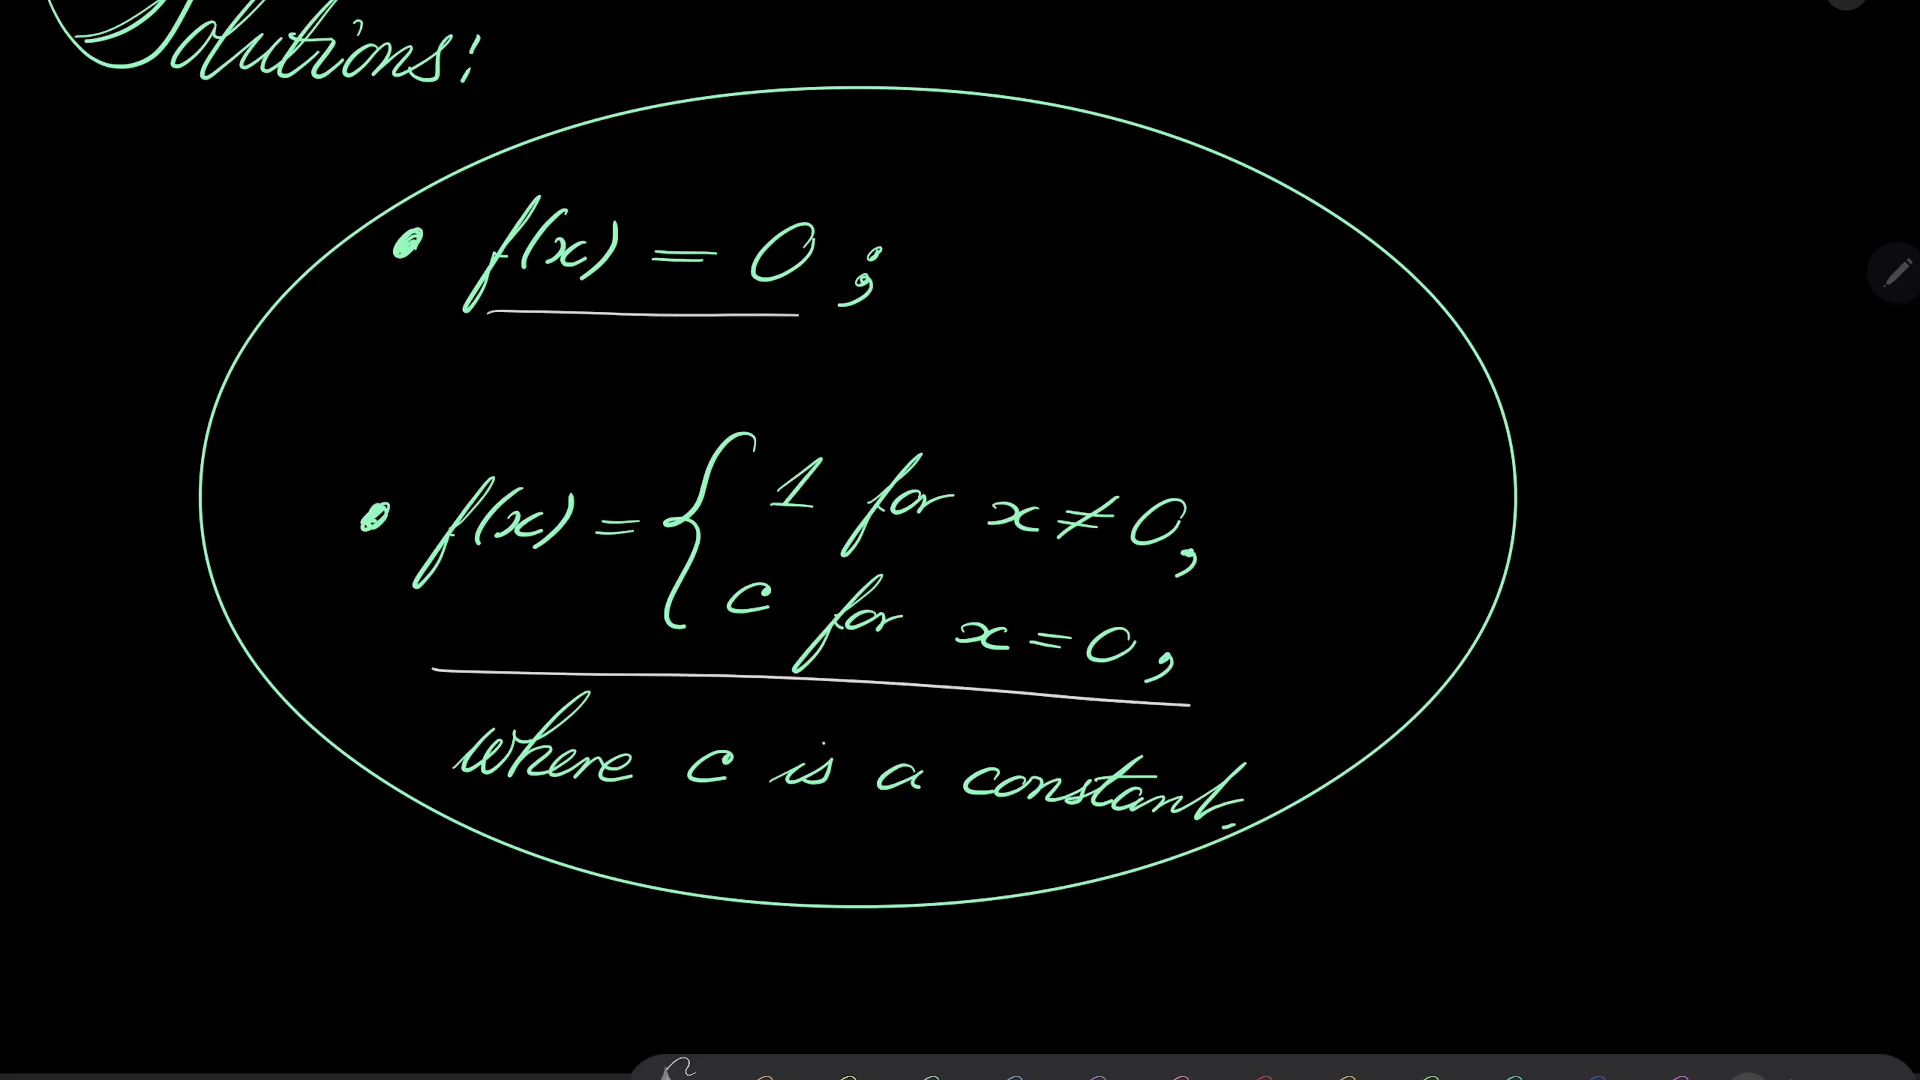 Solutions:
• f(x) = 0 ;
• f(x) = { 1 for x ≠ 0,
c for x = 0,
where c is a constant.